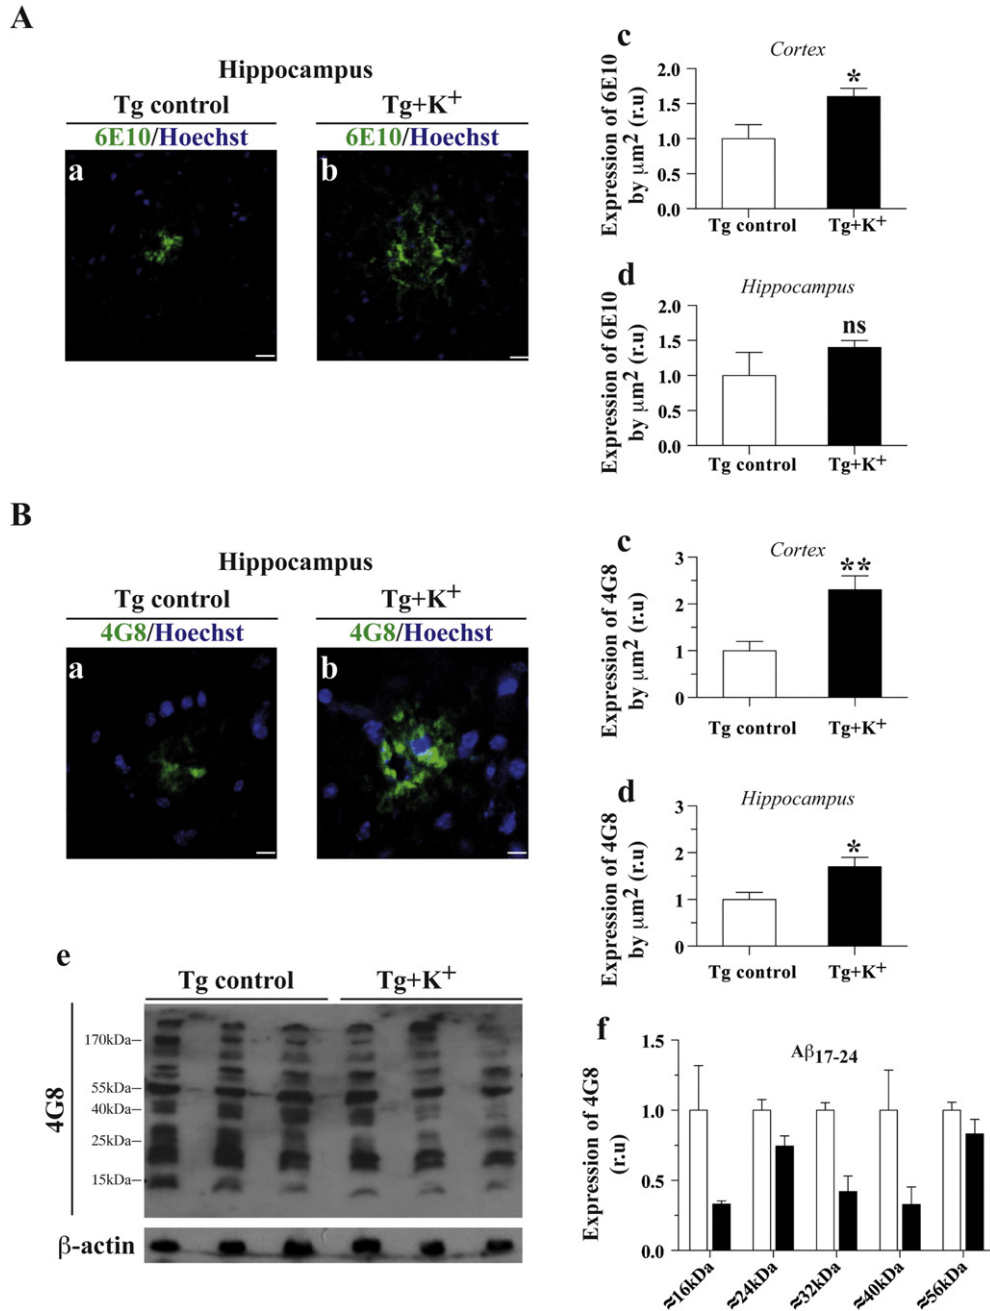 A
Hippocampus
Tg control
Tg+K+
6E10/Hoechst
6E10/Hoechst
a
b
c
Cortex
Expression of 6E10
by μm² (r.u)
2.0
1.5
1.0
0.5
0.0
*
Tg control
Tg+K+
d
Hippocampus
Expression of 6E10
by μm² (r.u)
2.0
1.5
1.0
0.5
0.0
ns
Tg control
Tg+K+
B
Hippocampus
Tg control
Tg+K+
4G8/Hoechst
4G8/Hoechst
a
b
c
Cortex
Expression of 4G8
by μm² (r.u)
3
2
1
0
**
Tg control
Tg+K+
d
Hippocampus
Expression of 4G8
by μm² (r.u)
3
2
1
0
*
Tg control
Tg+K+
e
Tg control
Tg+K+
4G8
170kDa
55kDa
40kDa
25kDa
15kDa
β-actin
f
Aβ17-24
Expression of 4G8
(r.u)
1.5
1.0
0.5
0.0
≈16kDa
≈24kDa
≈32kDa
≈40kDa
≈56kDa